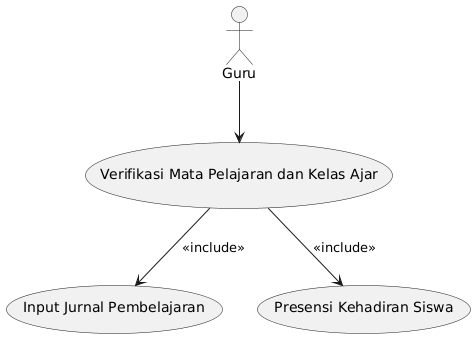 Guru
Verifikasi Mata Pelajaran dan Kelas Ajar
«include»
«include»
Input Jurnal Pembelajaran
Presensi Kehadiran Siswa